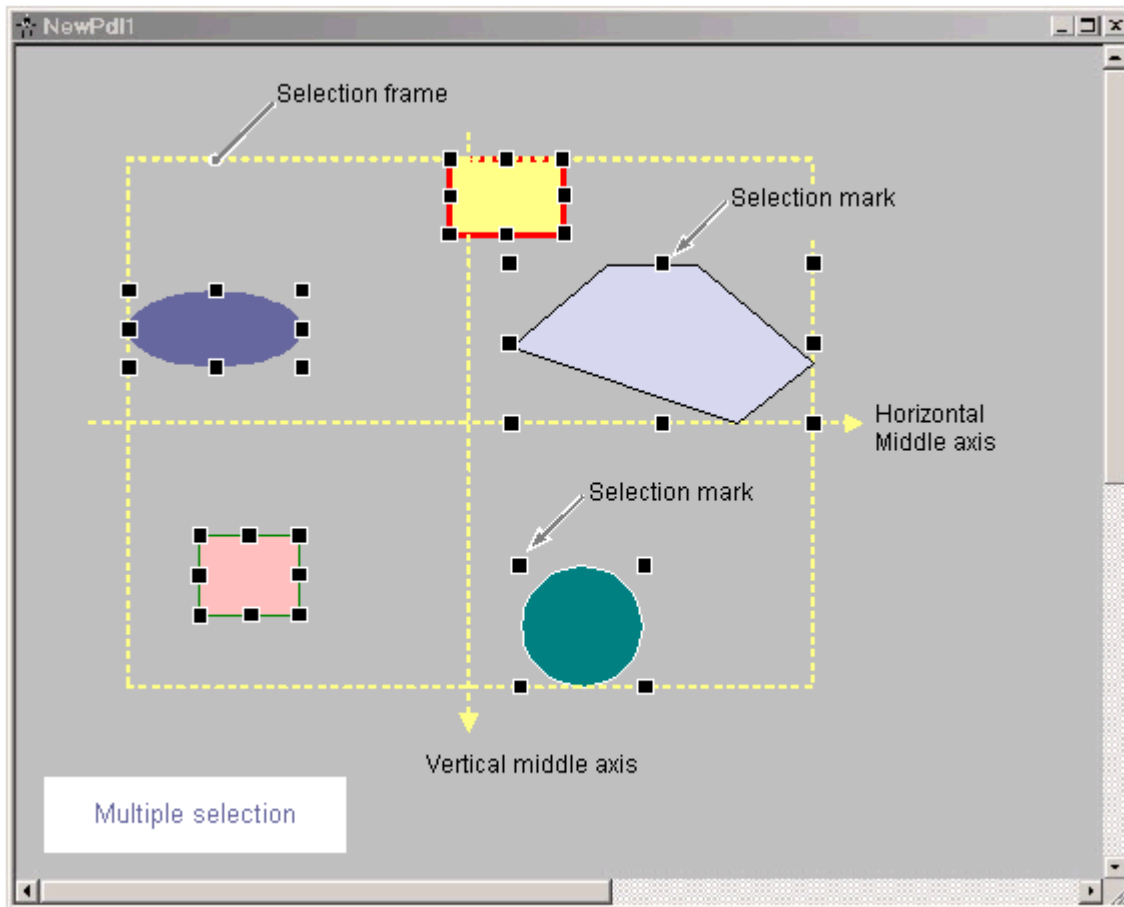 NewPdl1
Selection frame
Selection mark
Horizontal
Middle axis
Selection mark
Vertical middle axis
Multiple selection